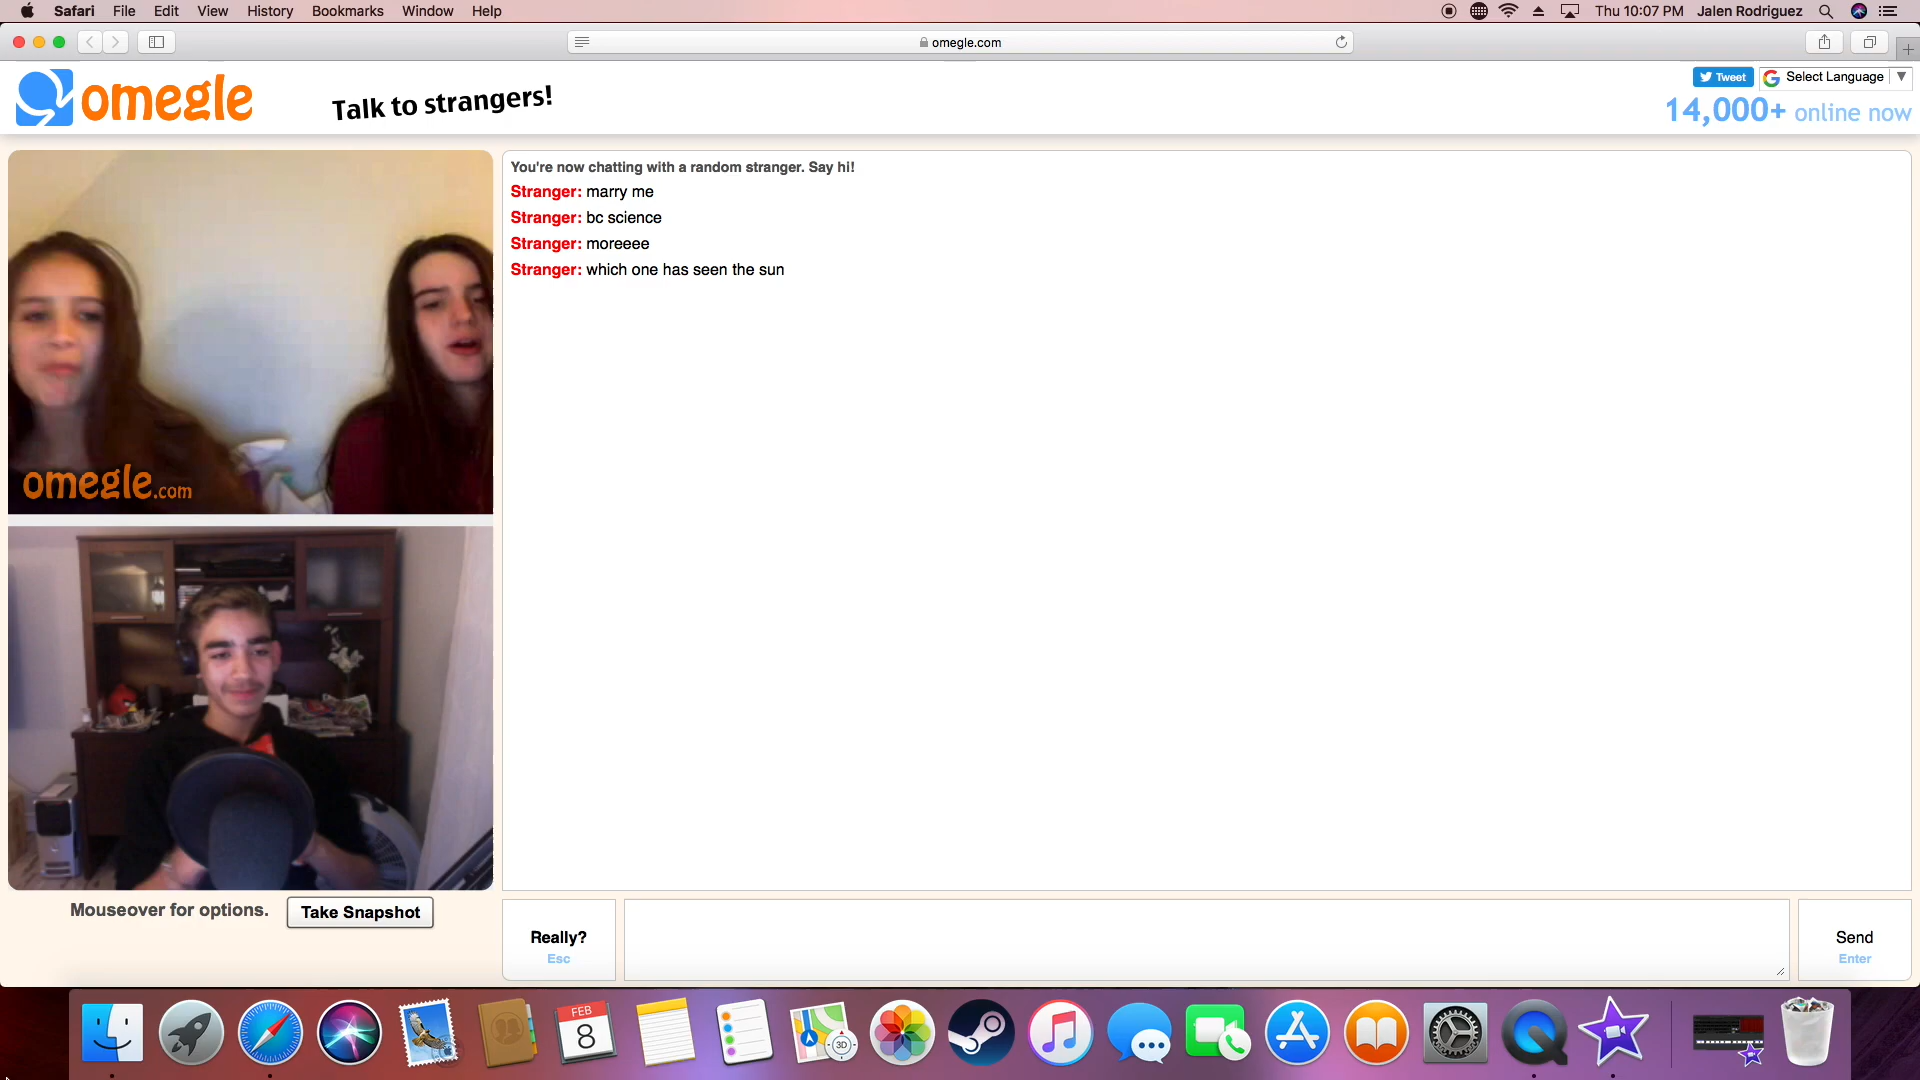 Safari File Edit View History Bookmarks Window Help Thu 10:07 PM Jalen Rodriguez
omegle.com
omegle Talk to strangers! Tweet G Select Language
14,000+ online now
You're now chatting with a random stranger. Say hi!
Stranger: marry me
Stranger: bc science
Stranger: moreeee
Stranger: which one has seen the sun
omegle.com
Mouseover for options. Take Snapshot
Really?
Esc
Send
Enter
FEB
8
3D